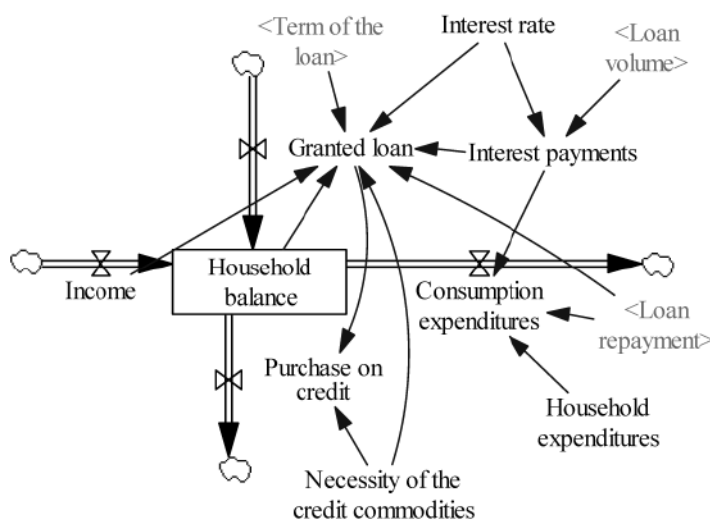 <Term of the
loan>
Interest rate
<Loan
volume>
Granted loan
Interest payments
Income
Household
balance
Consumption
expenditures
<Loan
repayment>
Purchase on
credit
Household
expenditures
Necessity of the
credit commodities